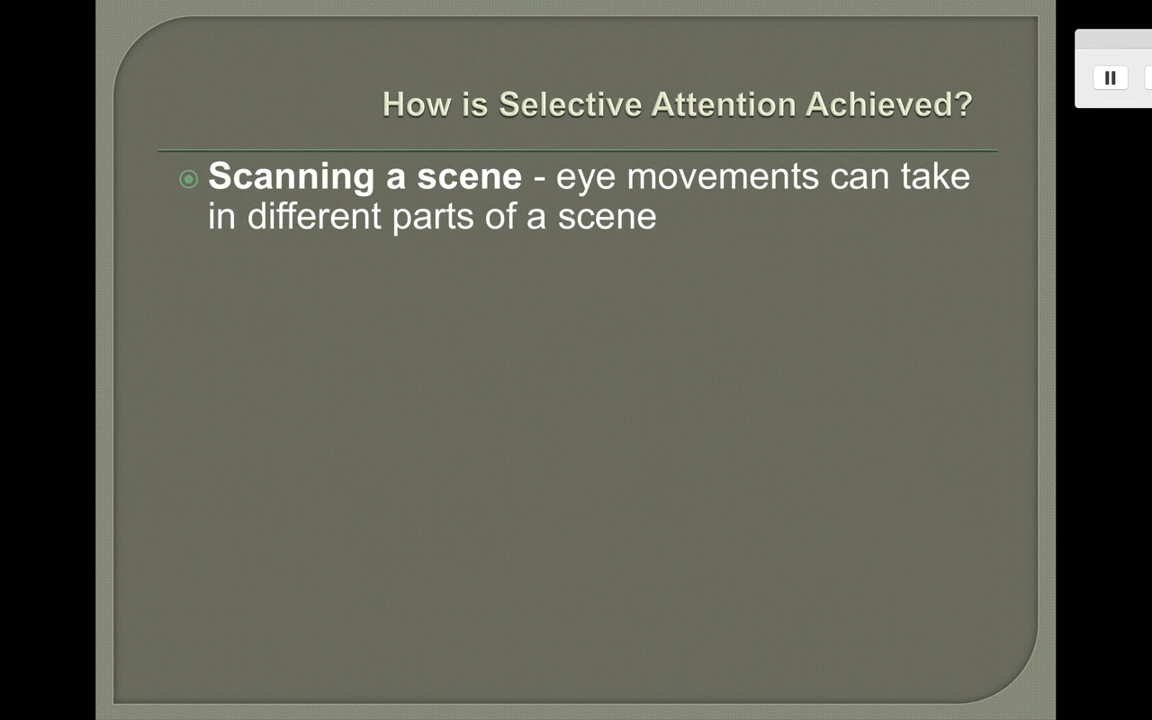 How is Selective Attention Achieved?
Scanning a scene - eye movements can take
in different parts of a scene